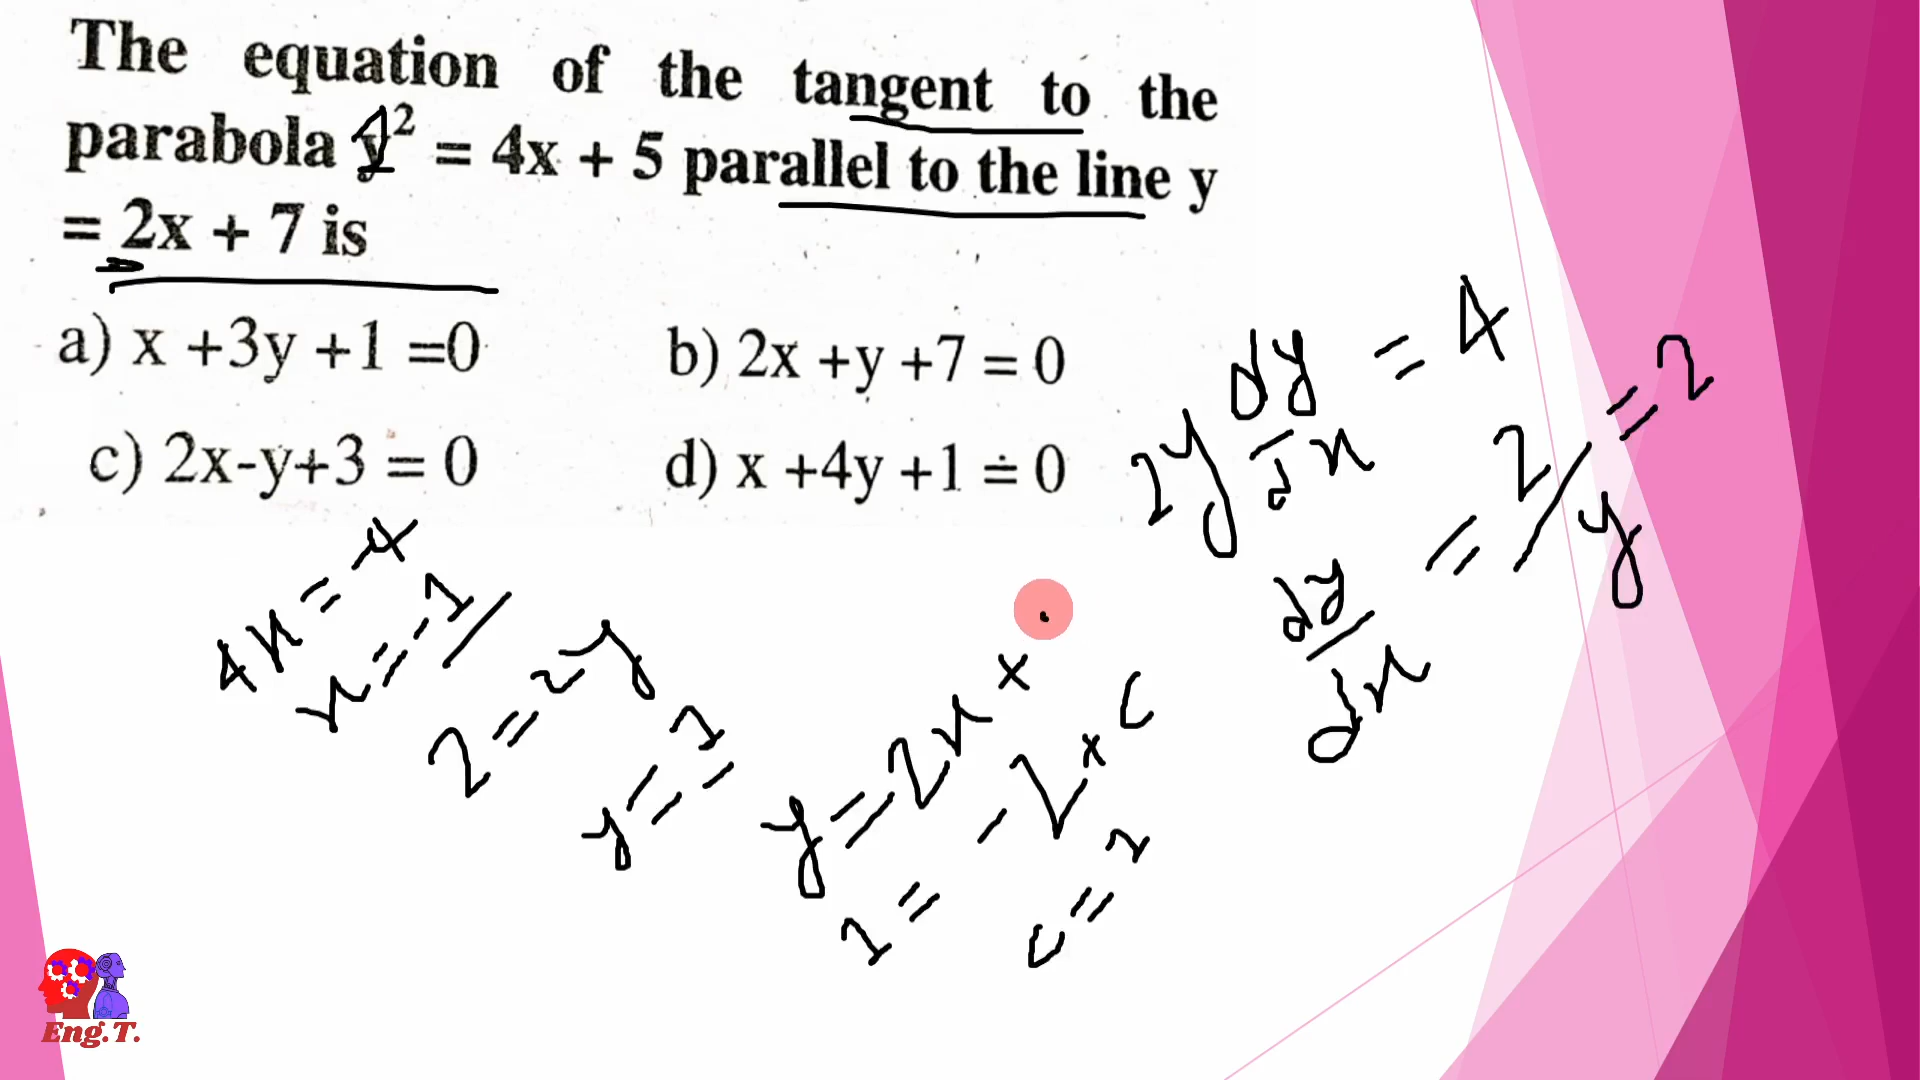 The equation of the tangent to the
parabola y² = 4x + 5 parallel to the line y
= 2x + 7 is
a) x +3y +1 =0
b) 2x +y +7 = 0
c) 2x-y+3 = 0
d) x +4y +1 = 0
2y dy/dx = 4
dy/dx = 2/y = 2
4x = -4
x = -1
2 = 2y
y = 1
y = 2x +
1 = -2 + c
c = 3
Eng.T.